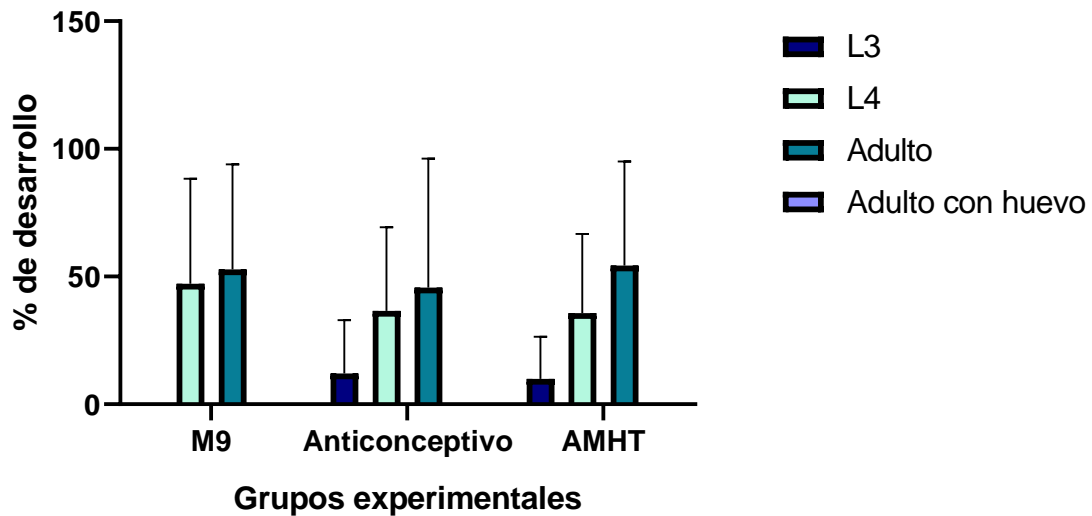 150
100
50
0
% de desarrollo
M9
Anticonceptivo
AMHT
Grupos experimentales
L3
L4
Adulto
Adulto con huevo